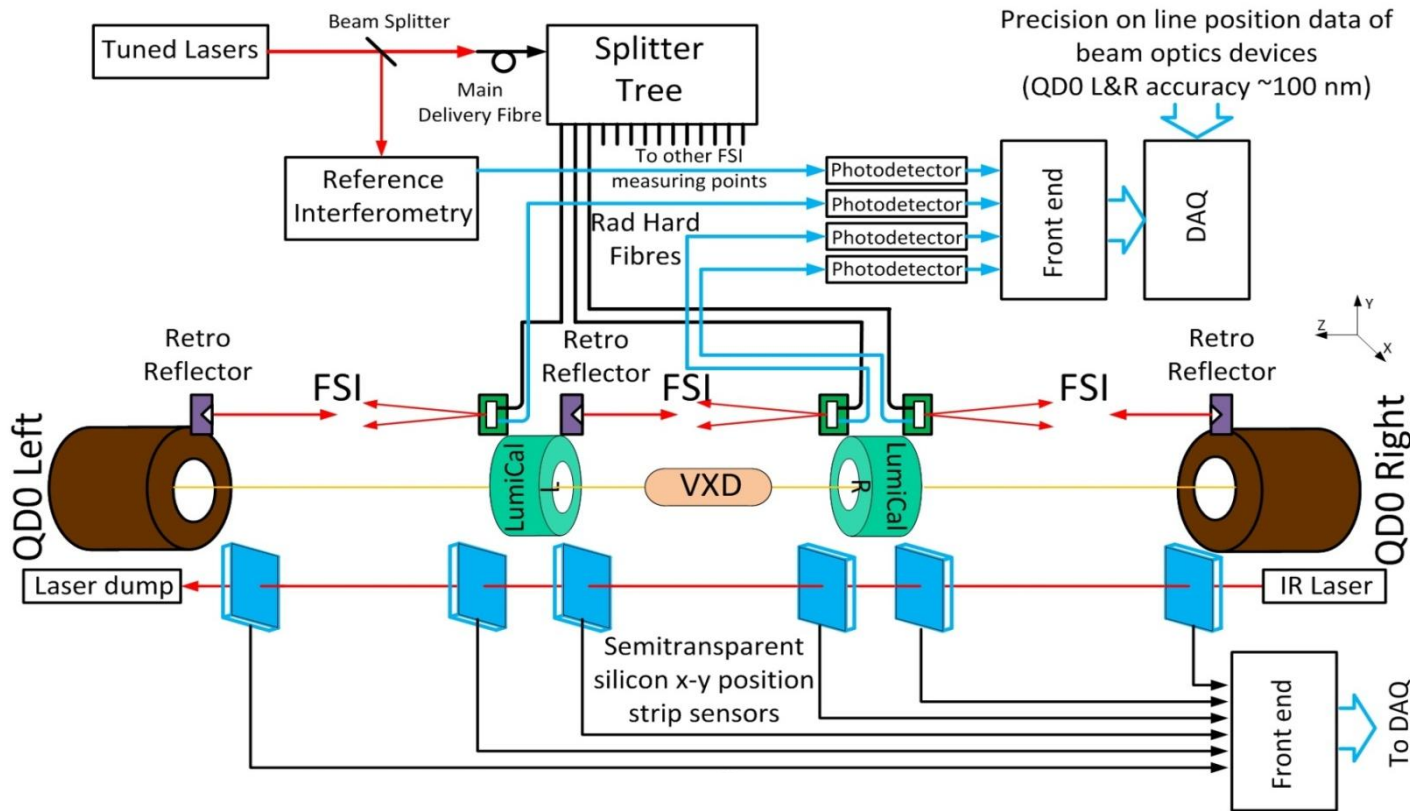 Beam Splitter
Tuned Lasers
Main
Delivery Fibre
Splitter
Tree
Precision on line position data of
beam optics devices
(QD0 L&R accuracy ~100 nm)
To other FSI
measuring points
Reference
Interferometry
Rad Hard
Fibres
Photodetector
Photodetector
Photodetector
Photodetector
Front end
DAQ
Y
Z
X
Retro
Reflector
FSI
Retro
Reflector
FSI
FSI
Retro
Reflector
QD0 Left
LumiCal
L
VXD
R
LumiCal
QD0 Right
Laser dump
IR Laser
Semitransparent
silicon x-y position
strip sensors
Front end
To DAQ